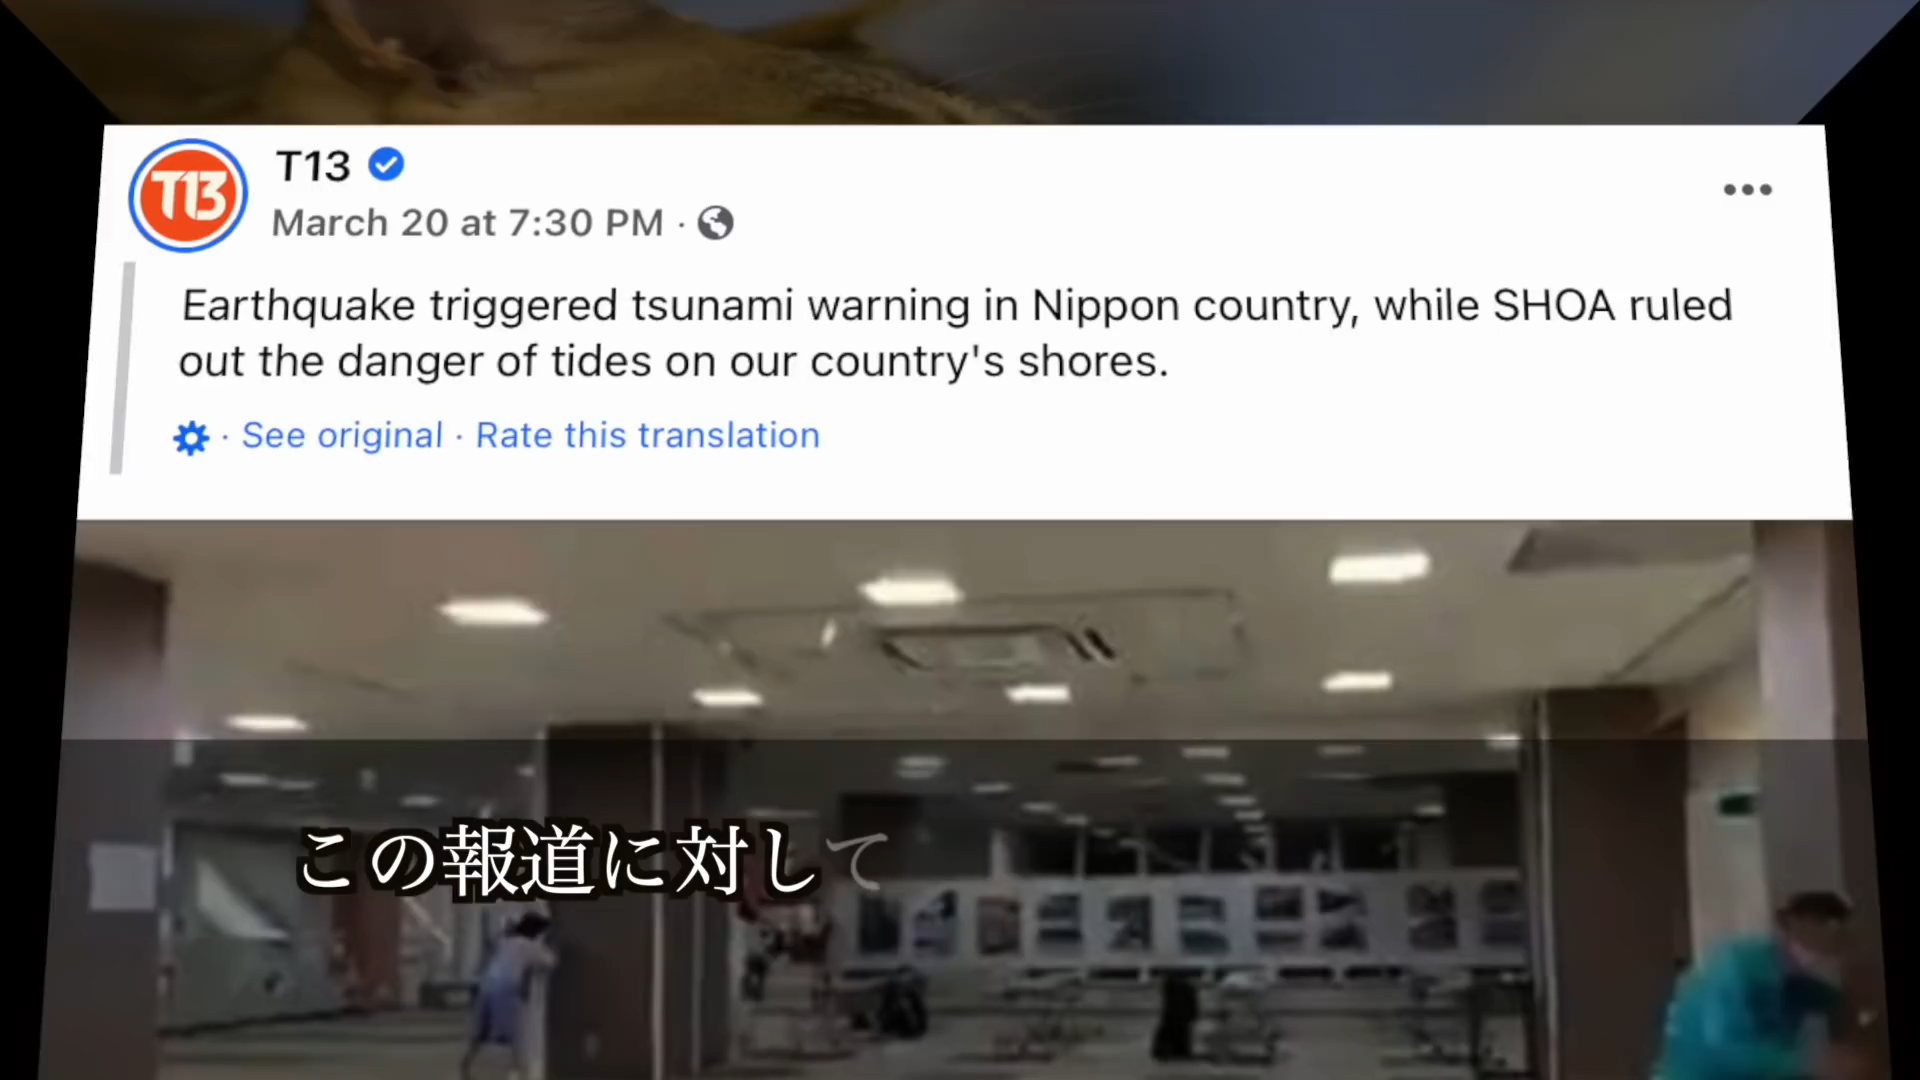 T13
T13
March 20 at 7:30 PM ·
Earthquake triggered tsunami warning in Nippon country, while SHOA ruled
out the danger of tides on our country's shores.
· See original · Rate this translation
この報道に対して